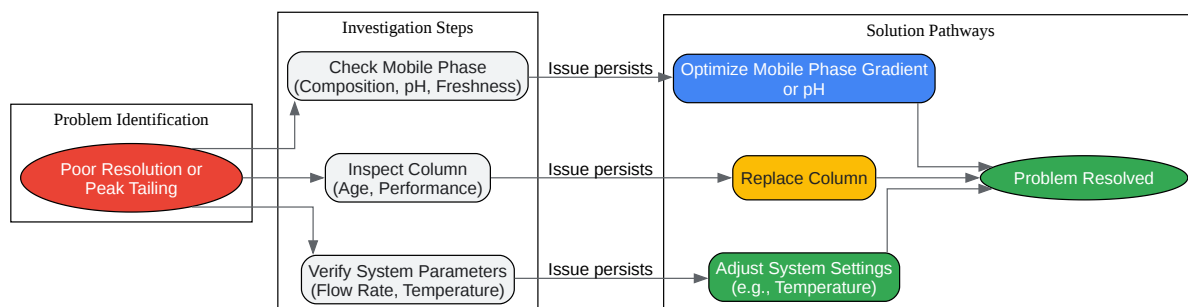 Problem Identification
Poor Resolution or
Peak Tailing
Investigation Steps
Check Mobile Phase
(Composition, pH, Freshness)
Inspect Column
(Age, Performance)
Verify System Parameters
(Flow Rate, Temperature)
Issue persists
Issue persists
Issue persists
Solution Pathways
Optimize Mobile Phase Gradient
or pH
Replace Column
Adjust System Settings
(e.g., Temperature)
Problem Resolved